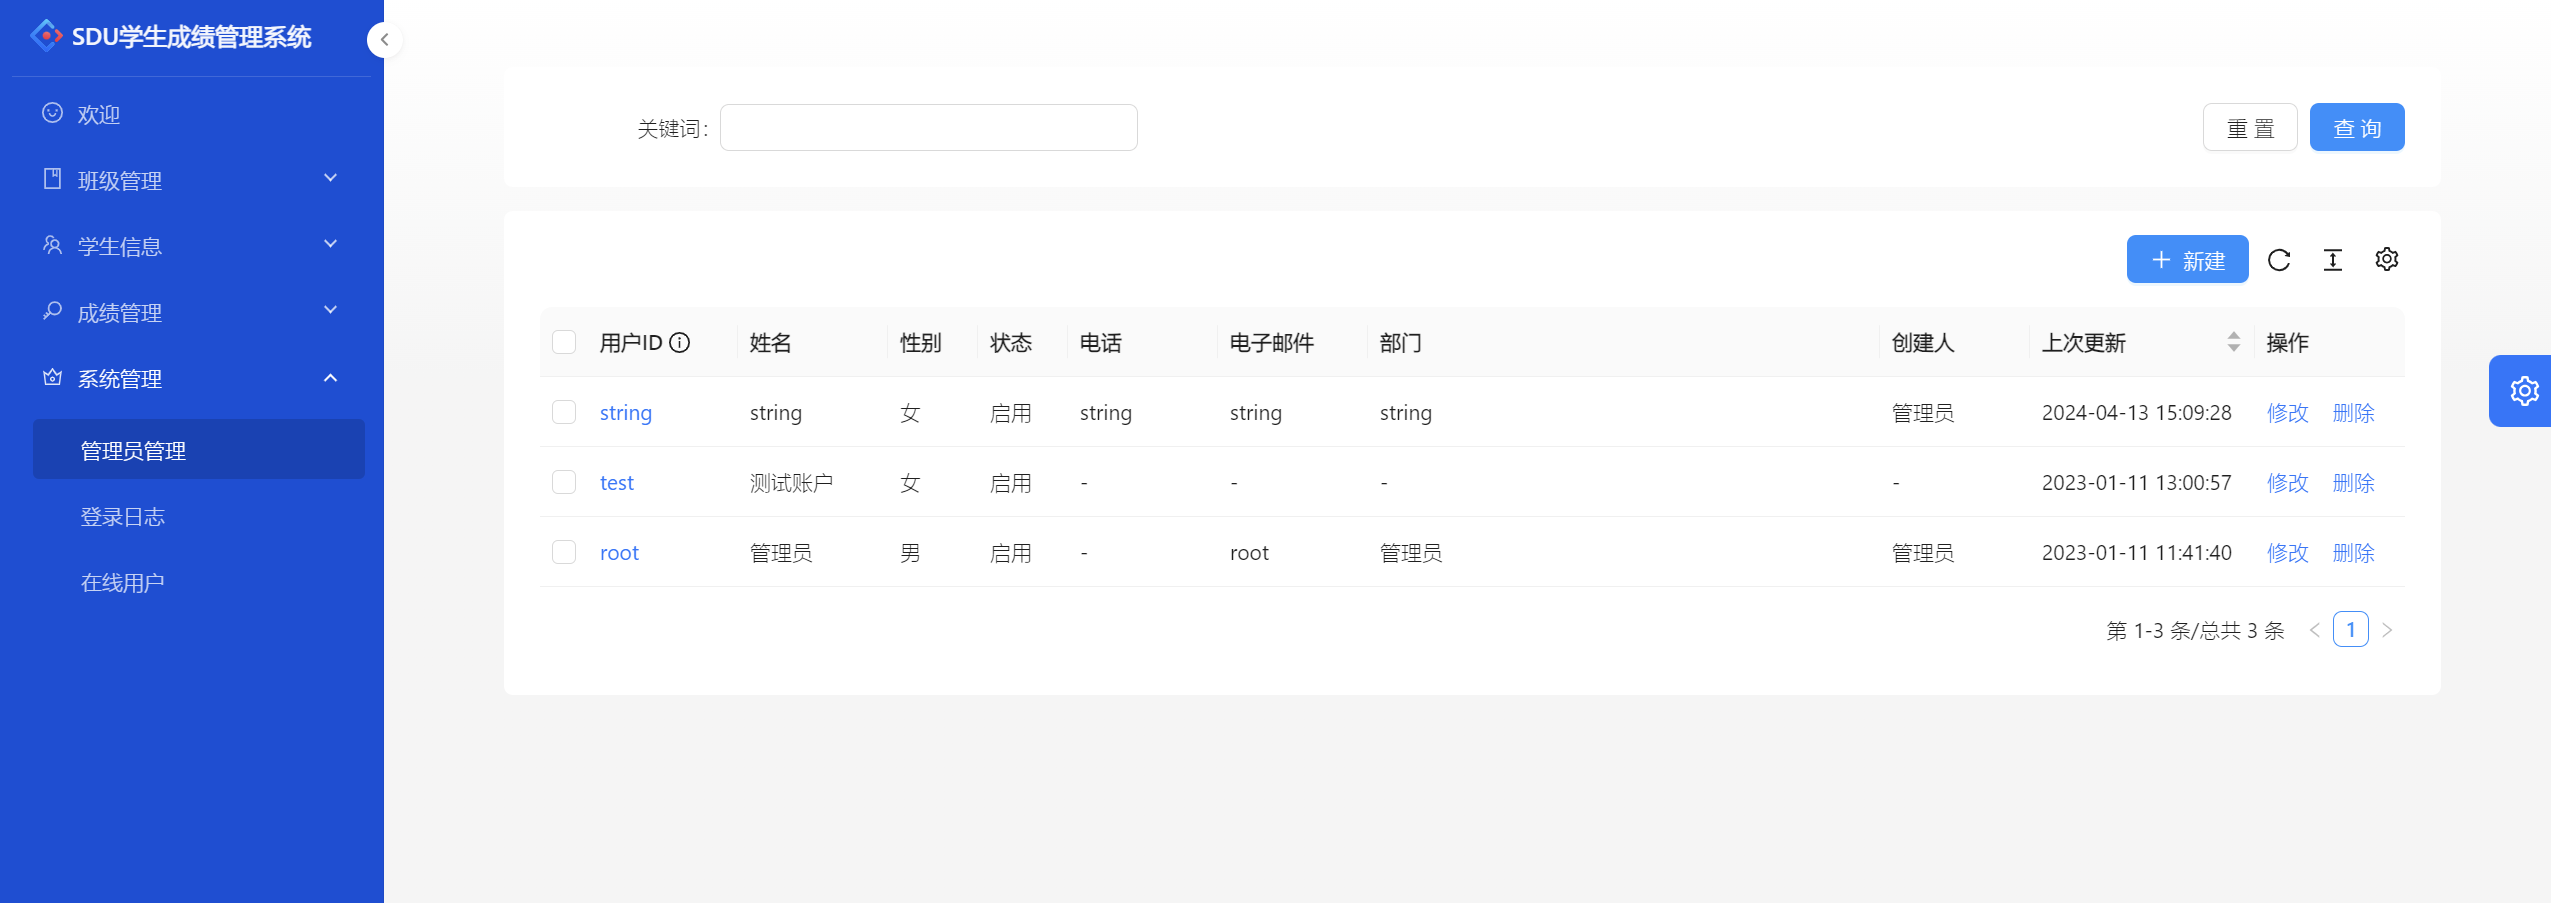 SDU学生成绩管理系统
欢迎
班级管理
学生信息
成绩管理
系统管理
管理员管理
登录日志
在线用户
关键词: 重 置 查 询
新建
用户ID 姓名 性别 状态 电话 电子邮件 部门 创建人 上次更新 操作
string string 女 启用 string string string 管理员 2024-04-13 15:09:28 修改 删除
test 测试账户 女 启用 - - - - 2023-01-11 13:00:57 修改 删除
root 管理员 男 启用 - root 管理员 管理员 2023-01-11 11:41:40 修改 删除
第 1-3 条/总共 3 条 1